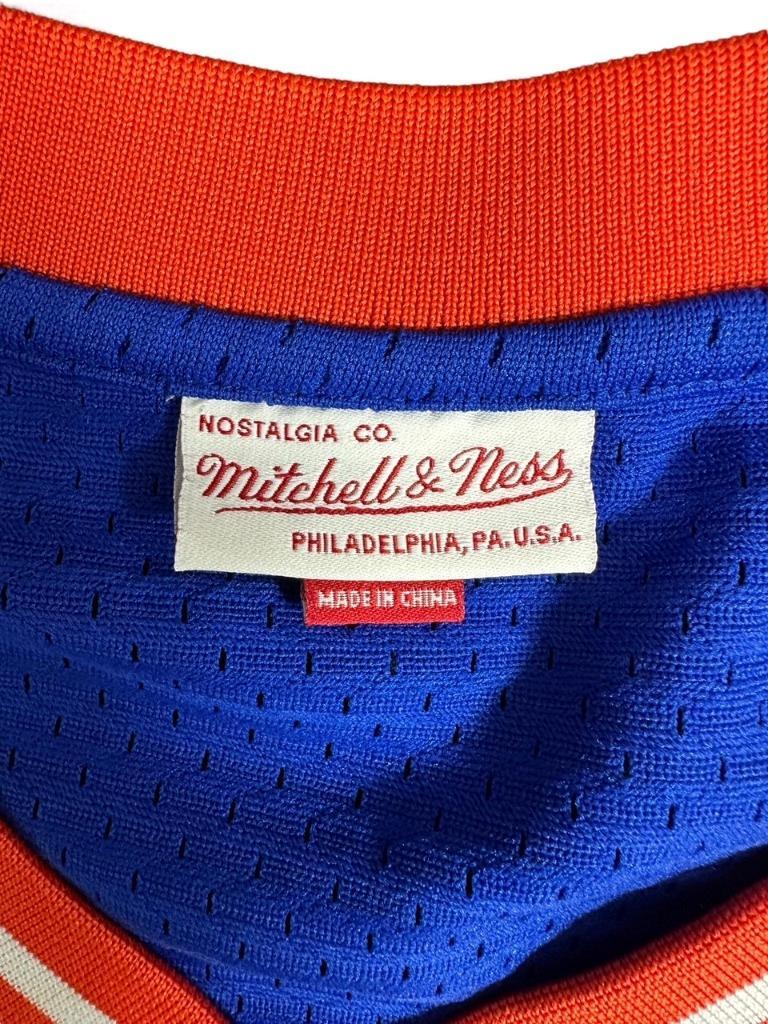 NOSTALGIA CO.
Mitchell & Ness
PHILADELPHIA, PA. U.S.A.
MADE IN CHINA